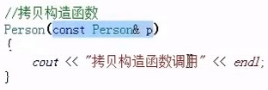 //拷贝构造函数
Person(const Person& p)
{
cout << "拷贝构造函数调用" << endl;
}